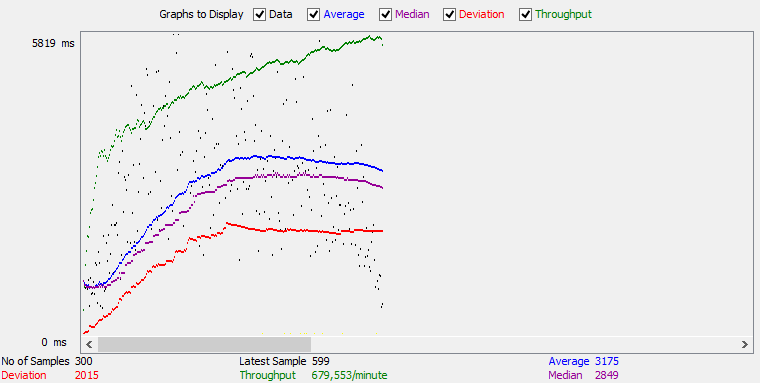 Graphs to Display Data Average Median Deviation Throughput
5819 ms
0 ms
No of Samples 300 Latest Sample 599 Average 3175
Deviation 2015 Throughput 679,553/minute Median 2849